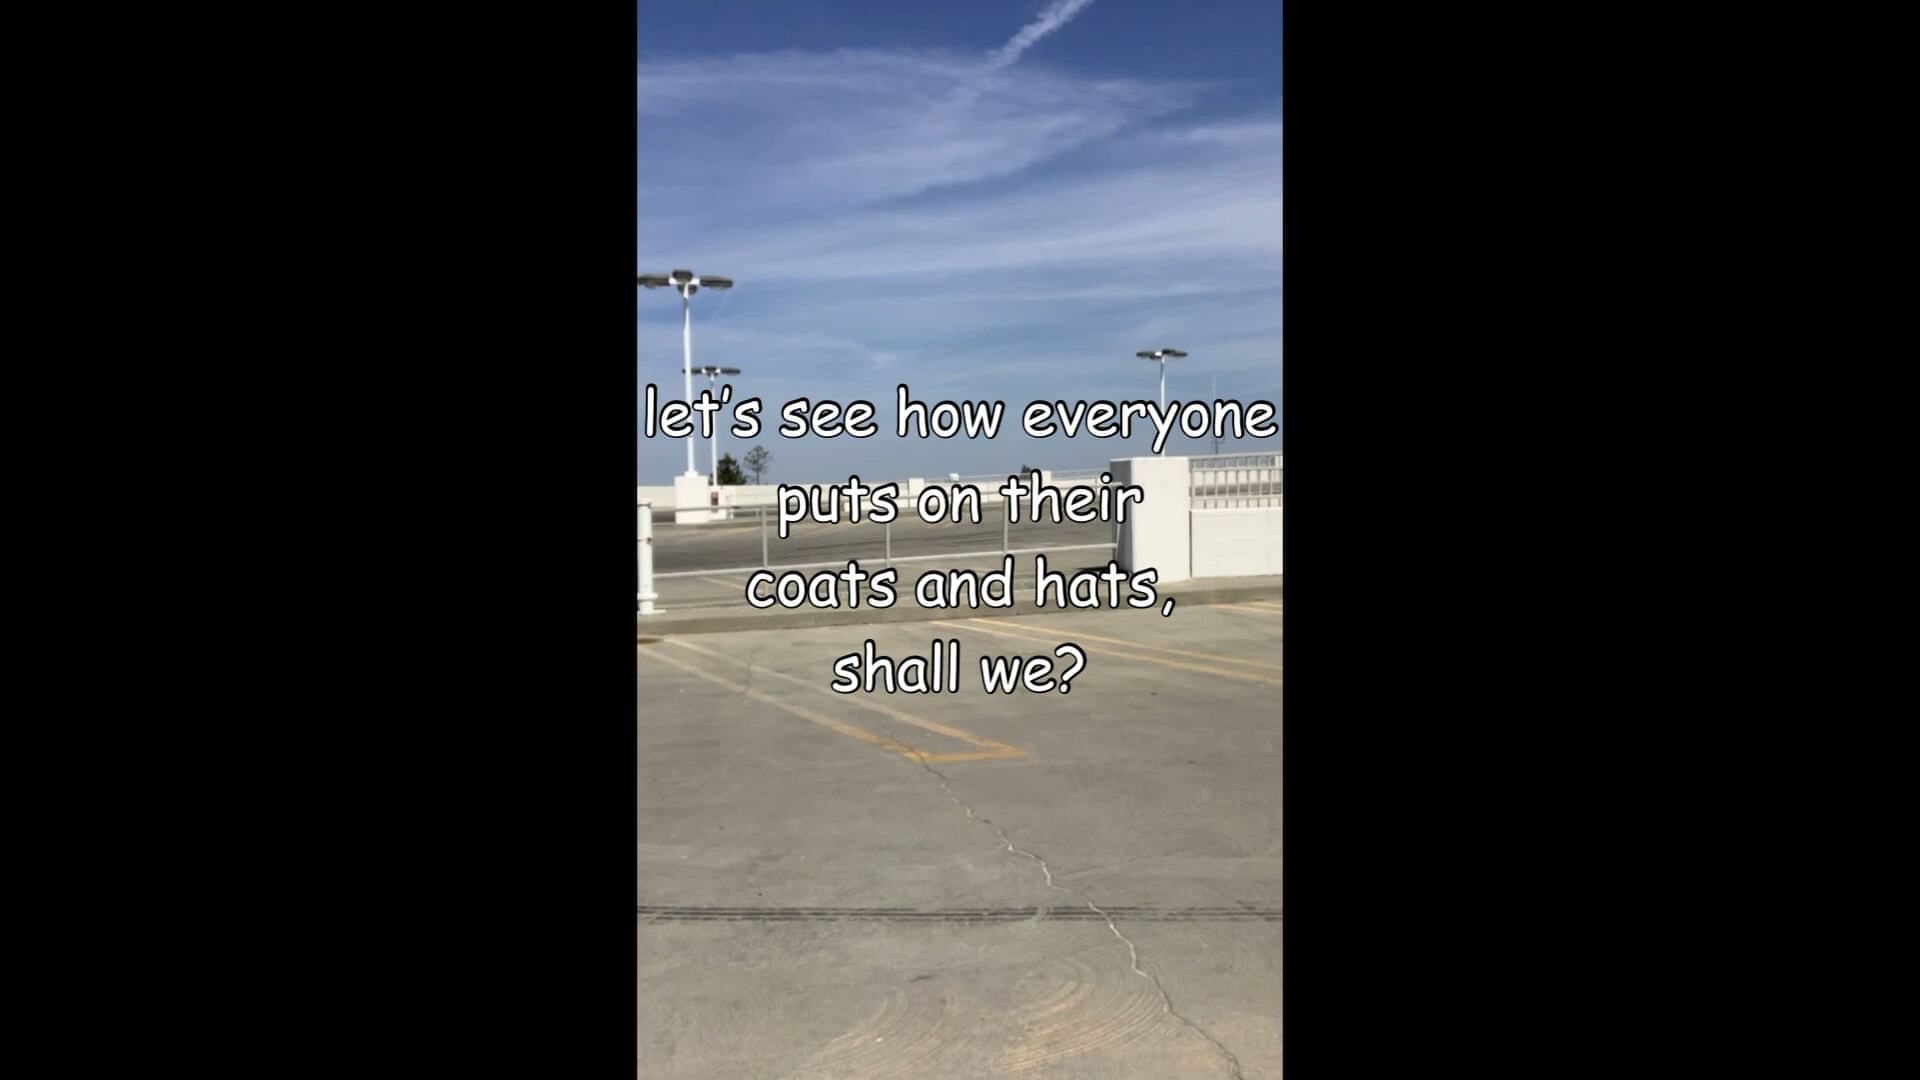 let's see how everyone
puts on their
coats and hats,
shall we?